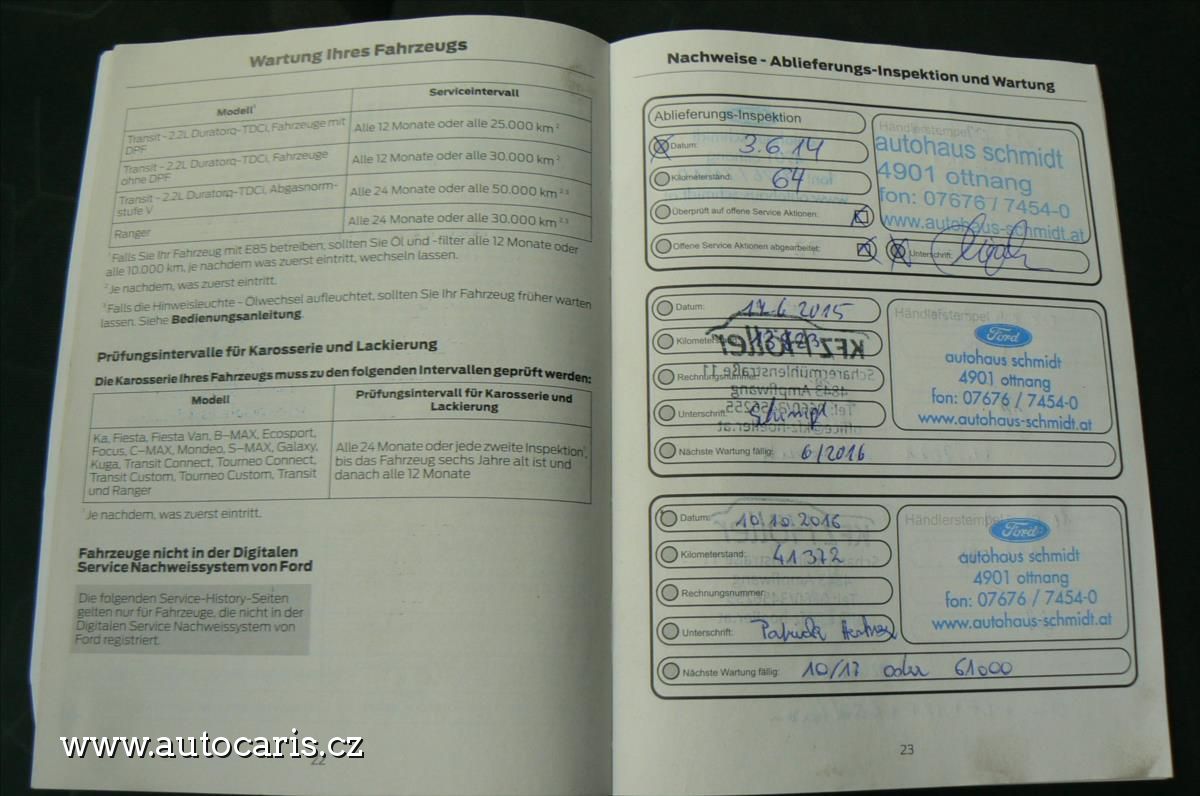 Wartung Ihres Fahrzeugs
Modell¹ Serviceintervall
Transit - 2.2L Duratorq-TDCi, Fahrzeuge mit DPF Alle 12 Monate oder alle 25.000 km ²
Transit - 2.2L Duratorq-TDCi, Fahrzeuge ohne DPF Alle 12 Monate oder alle 30.000 km ²
Transit - 2.2L Duratorq-TDCi, Abgasnorm-
stufe V Alle 24 Monate oder alle 50.000 km ²,³
Ranger Alle 24 Monate oder alle 30.000 km ²,³
¹Falls Sie Ihr Fahrzeug mit E85 betreiben, sollten Sie Öl und -filter alle 12 Monate oder
alle 10.000 km, je nachdem was zuerst eintritt, wechseln lassen.
²Je nachdem, was zuerst eintritt.
³Falls die Hinweisleuchte - Ölwechsel aufleuchtet, sollten Sie Ihr Fahrzeug früher warten
lassen. Siehe Bedienungsanleitung.
Prüfungsintervalle für Karosserie und Lackierung
Die Karosserie Ihres Fahrzeugs muss zu den folgenden Intervallen geprüft werden:
Modell Prüfungsintervall für Karosserie und
Lackierung
Ka, Fiesta, Fiesta Van, B-MAX, Ecosport,
Focus, C-MAX, Mondeo, S-MAX, Galaxy,
Kuga, Transit Connect, Tourneo Connect,
Transit Custom, Tourneo Custom, Transit
und Ranger
Alle 24 Monate oder jede zweite Inspektion¹,
bis das Fahrzeug sechs Jahre alt ist und
danach alle 12 Monate
¹Je nachdem, was zuerst eintritt.
Fahrzeuge nicht in der Digitalen
Service Nachweissystem von Ford
Die folgenden Service-History-Seiten
gelten nur für Fahrzeuge, die nicht in der
Digitalen Service Nachweissystem von
Ford registriert.
22
www.autocaris.cz
Nachweise - Ablieferungs-Inspektion und Wartung
Ablieferungs-Inspektion
Datum: 3.6.14
Kilometerstand: 64
Überprüft auf offene Service Aktionen:
Offene Service Aktionen abgearbeitet:
Händlerstempel
autohaus schmidt
4901 ottnang
fon: 07676 / 7454-0
www.autohaus-schmidt.at
Unterschrift:
Datum: 17.6.2015
Kilometerstand:
Rechnungsnummer:
Unterschrift:
Nächste Wartung fällig: 6/2016
Händlerstempel
Ford
autohaus schmidt
4901 ottnang
fon: 07676 / 7454-0
www.autohaus-schmidt.at
Datum: 10.10.2016
Kilometerstand: 41372
Rechnungsnummer:
Unterschrift:
Nächste Wartung fällig: 10/17 oder 61000
Händlerstempel
Ford
autohaus schmidt
4901 ottnang
fon: 07676 / 7454-0
www.autohaus-schmidt.at
23